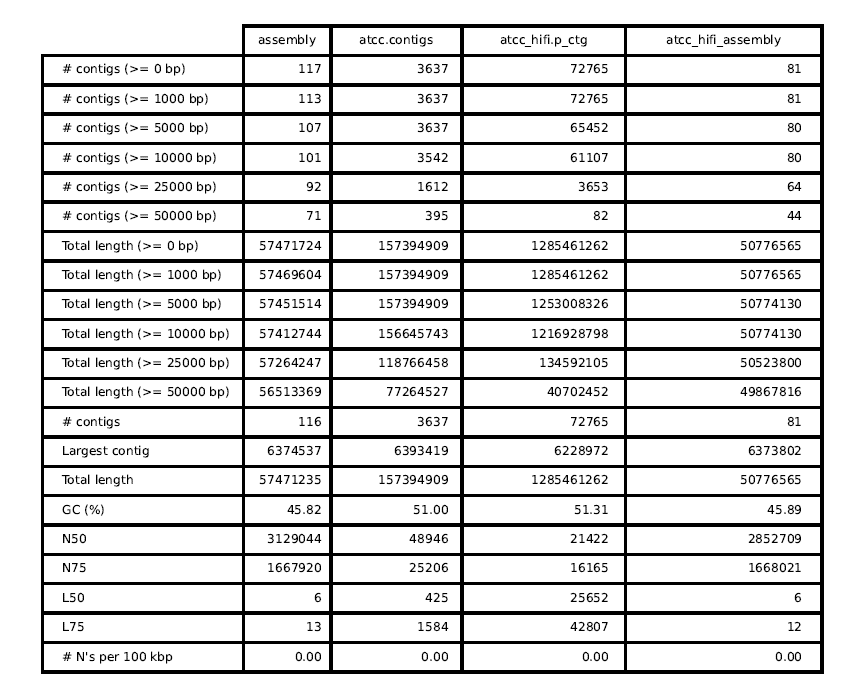 assembly atcc.contigs atcc_hifi.p_ctg atcc_hifi_assembly
# contigs (>= 0 bp) 117 3637 72765 81
# contigs (>= 1000 bp) 113 3637 72765 81
# contigs (>= 5000 bp) 107 3637 65452 80
# contigs (>= 10000 bp) 101 3542 61107 80
# contigs (>= 25000 bp) 92 1612 3653 64
# contigs (>= 50000 bp) 71 395 82 44
Total length (>= 0 bp) 57471724 157394909 1285461262 50776565
Total length (>= 1000 bp) 57469604 157394909 1285461262 50776565
Total length (>= 5000 bp) 57451514 157394909 1253008326 50774130
Total length (>= 10000 bp) 57412744 156645743 1216928798 50774130
Total length (>= 25000 bp) 57264247 118766458 134592105 50523800
Total length (>= 50000 bp) 56513369 77264527 40702452 49867816
# contigs 116 3637 72765 81
Largest contig 6374537 6393419 6228972 6373802
Total length 57471235 157394909 1285461262 50776565
GC (%) 45.82 51.00 51.31 45.89
N50 3129044 48946 21422 2852709
N75 1667920 25206 16165 1668021
L50 6 425 25652 6
L75 13 1584 42807 12
# N's per 100 kbp 0.00 0.00 0.00 0.00